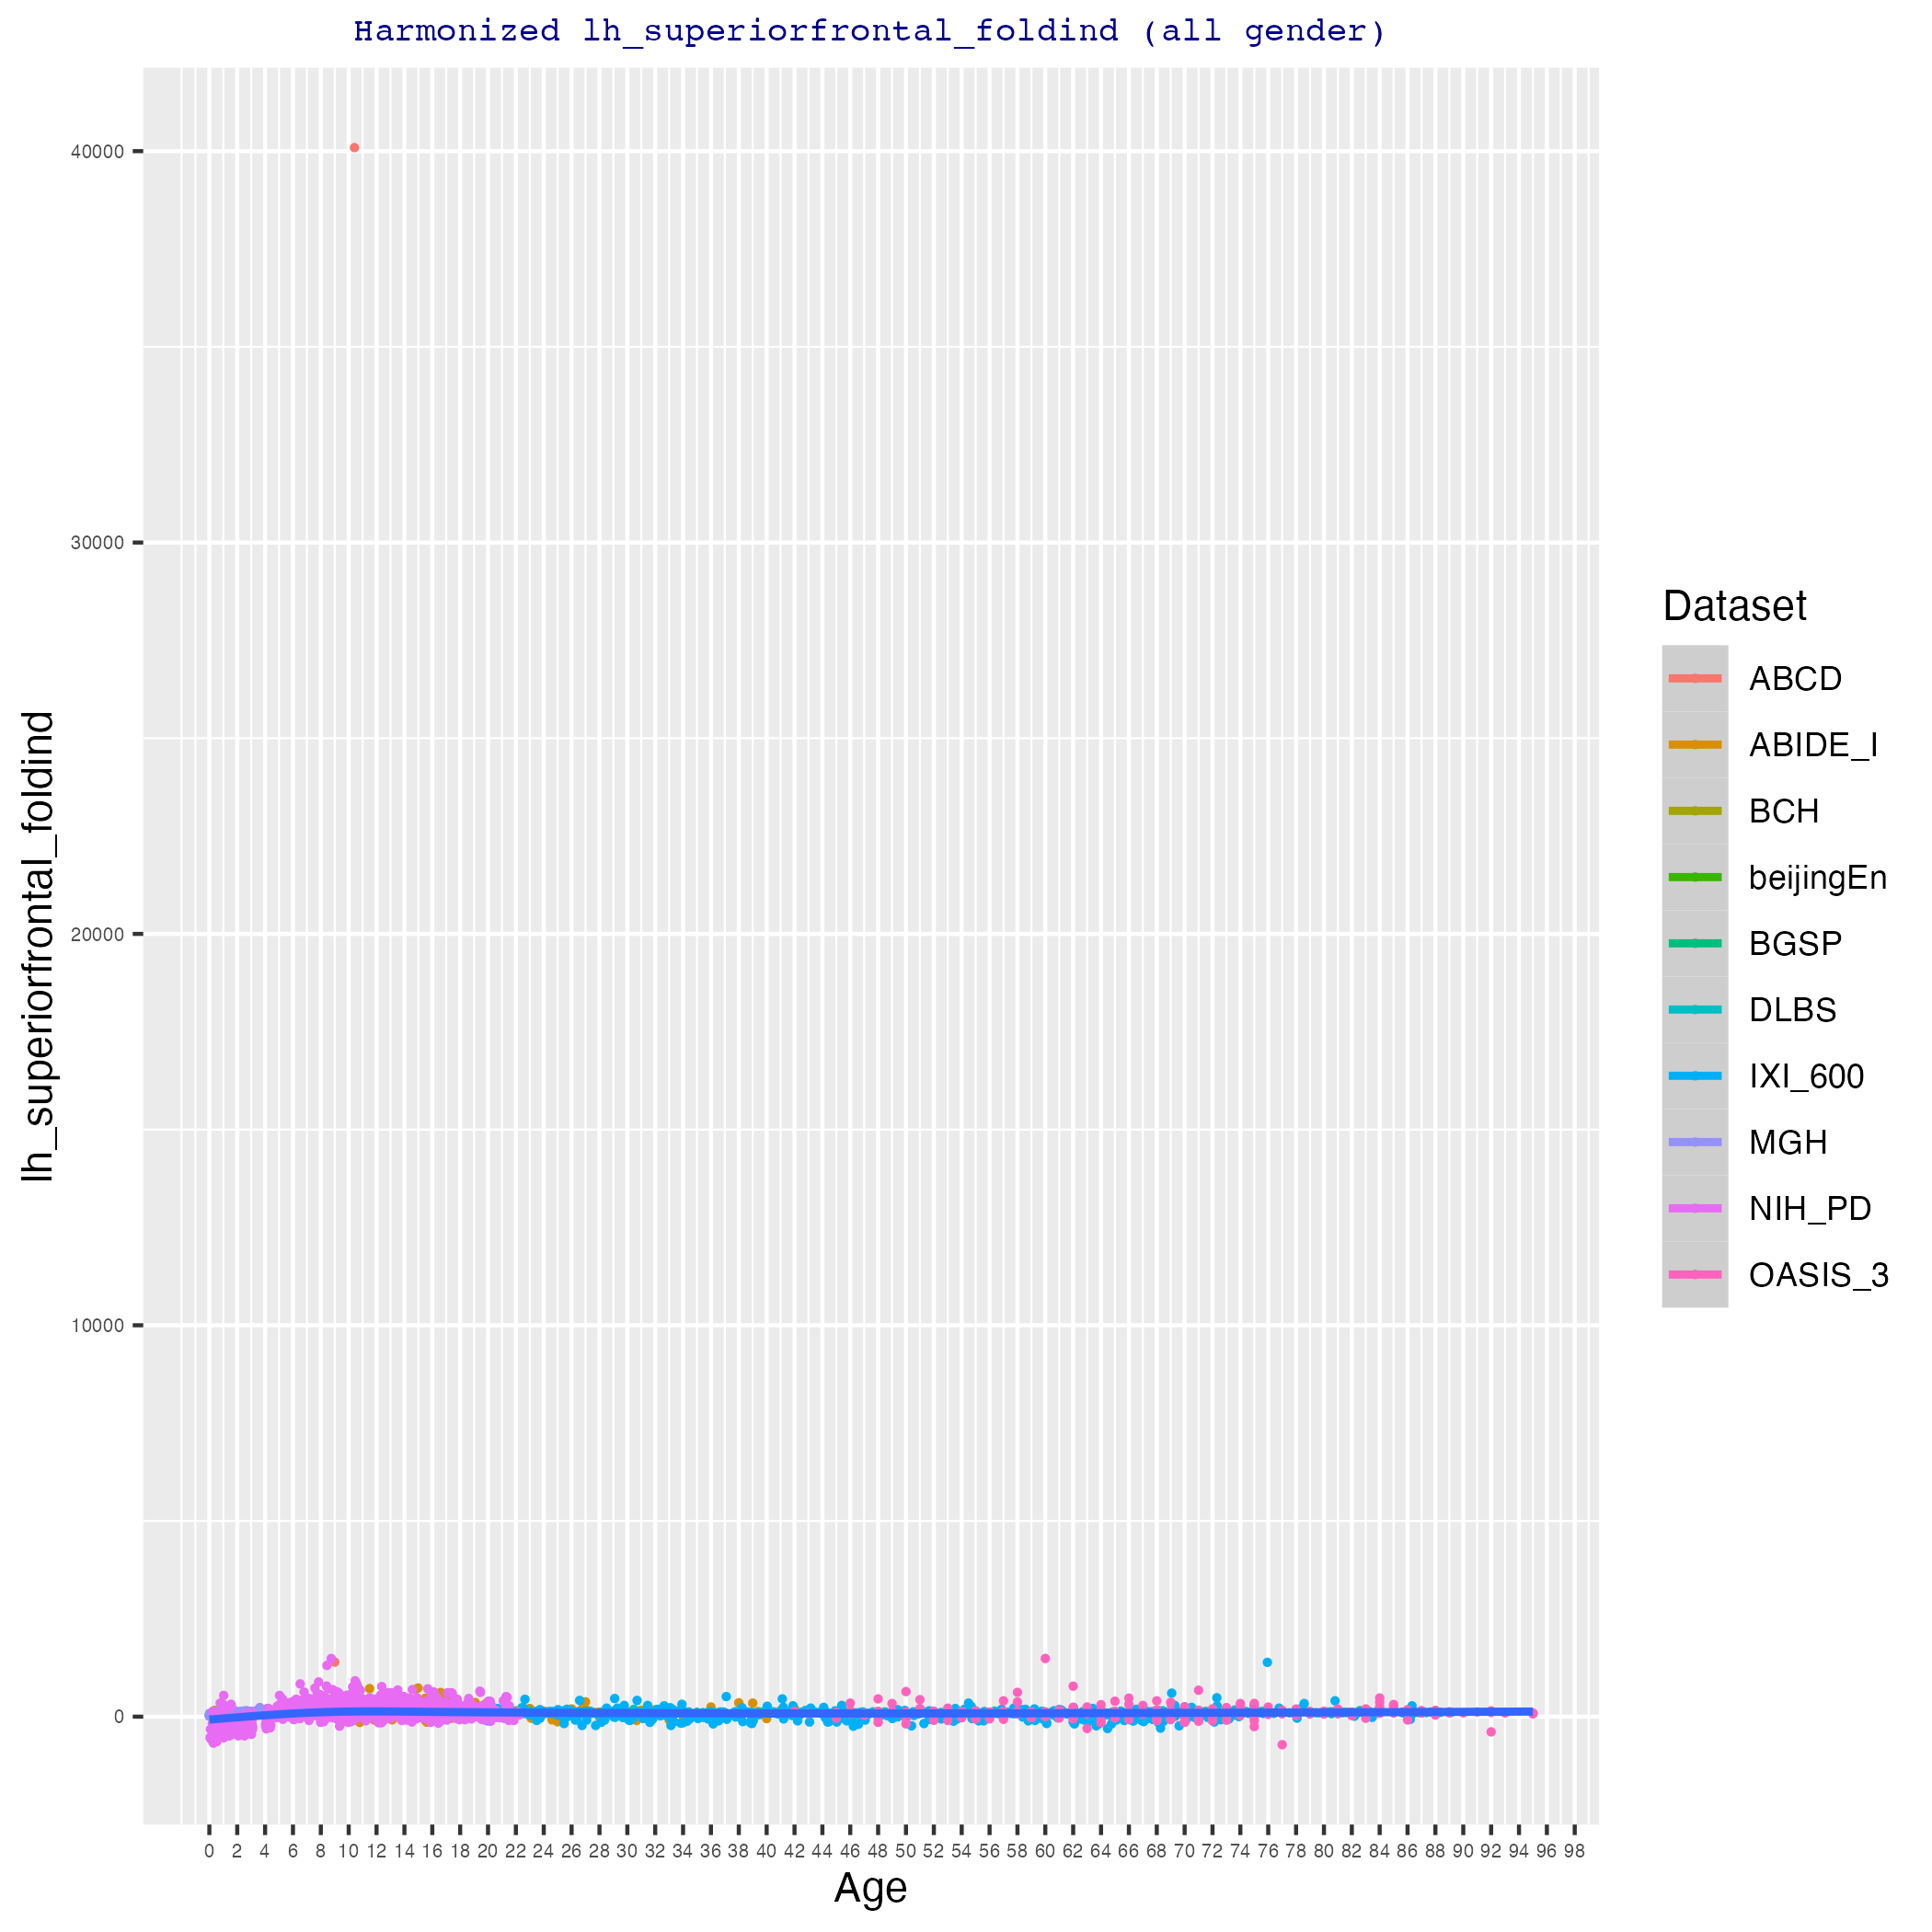 Harmonized lh_superiorfrontal_foldind (all gender)
lh_superiorfrontal_foldind
40000
30000
20000
10000
0
0 2 4 6 8 10 12 14 16 18 20 22 24 26 28 30 32 34 36 38 40 42 44 46 48 50 52 54 56 58 60 62 64 66 68 70 72 74 76 78 80 82 84 86 88 90 92 94 96 98
Age
Dataset
ABCD
ABIDE_I
BCH
beijingEn
BGSP
DLBS
IXI_600
MGH
NIH_PD
OASIS_3